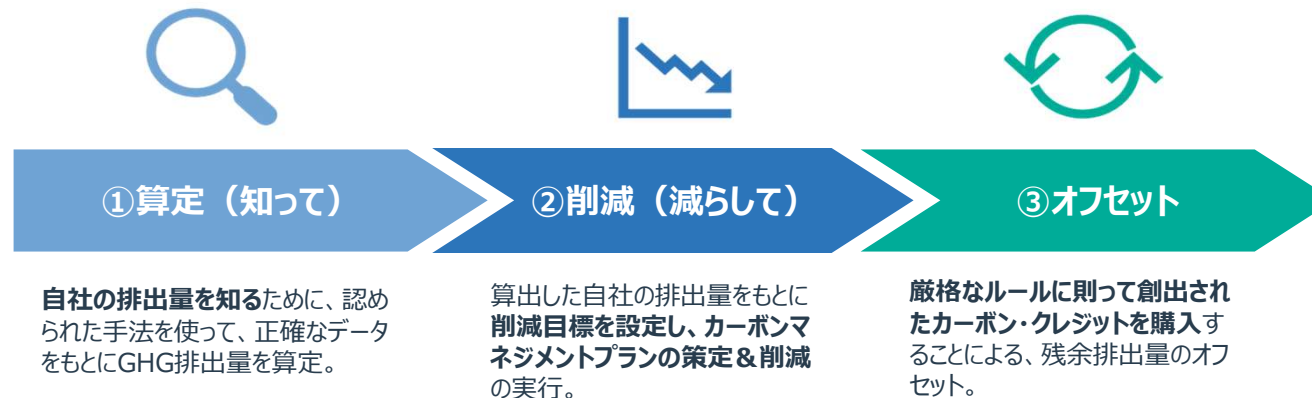 ①算定（知って）
②削減（減らして）
③オフセット
自社の排出量を知るために、認め
られた手法を使って、正確なデータ
をもとにGHG排出量を算定。
算出した自社の排出量をもとに
削減目標を設定し、カーボンマ
ネジメントプランの策定＆削減
の実行。
厳格なルールに則って創出され
たカーボン・クレジットを購入す
ることによる、残余排出量のオフ
セット。